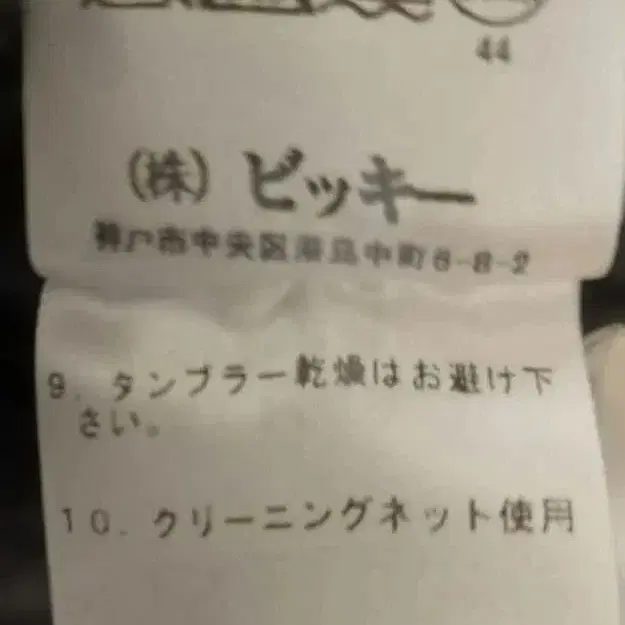 44
(株) ビッキー
神戸市中央区港島中町6-8-2
9. タンブラー乾燥はお避け下
さい。
10. クリーニングネット使用